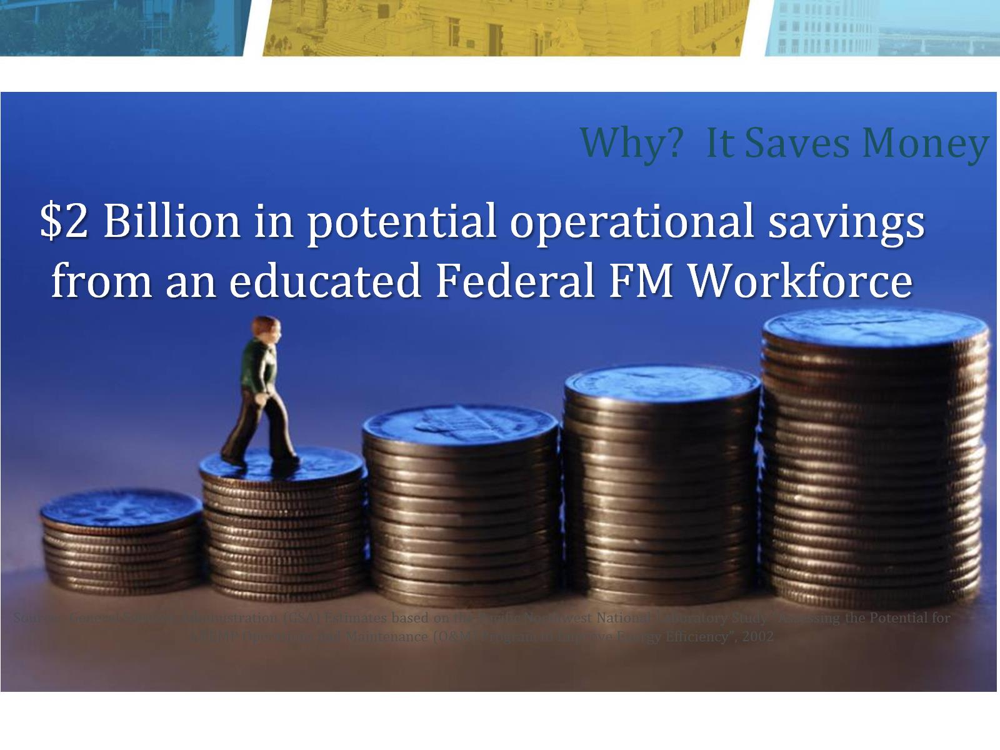 Why?  It Saves Money
$2 Billion in potential operational savings
from an educated Federal FM Workforce
Source: General Services Administration (GSA) Estimates based on the Pacific Northwest National Laboratory Study "Assessing the Potential for
a FEMP Operations and Maintenance (O&M) Program to Improve Energy Efficiency”, 2002